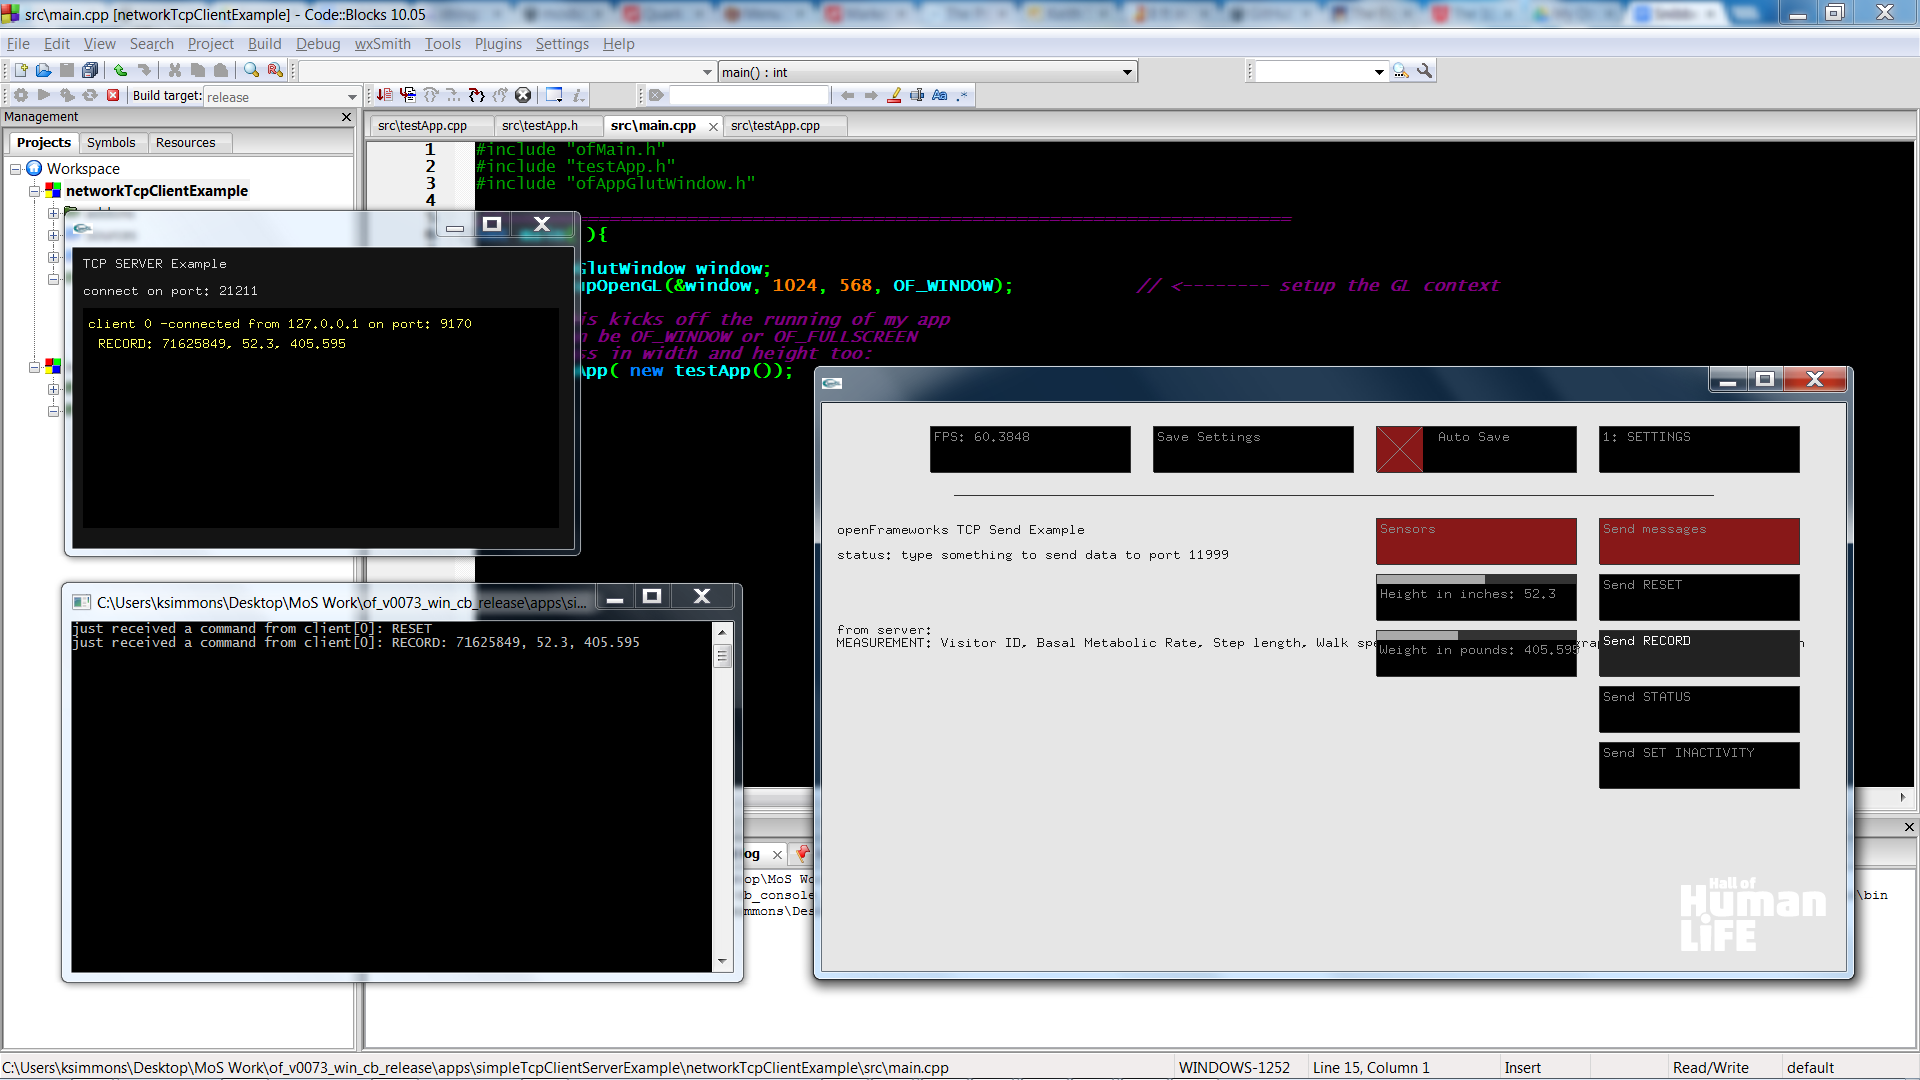 src\main.cpp [networkTcpClientExample] - Code::Blocks 10.05
File Edit View Search Project Build Debug wxSmith Tools Plugins Settings Help
main() : int
Build target: release
Management
Projects Symbols Resources
Workspace
networkTcpClientExample
src\testApp.cpp src\testApp.h src\main.cpp src\testApp.cpp
1 #include "ofMain.h"
2 #include "testApp.h"
3 #include "ofAppGlutWindow.h"
4
){
lutWindow window;
pOpenGL(&window, 1024, 568, OF_WINDOW); // <-------- setup the GL context
is kicks off the running of my app
be OF_WINDOW or OF_FULLSCREEN
ss in width and height too:
App( new testApp());
TCP SERVER Example
connect on port: 21211
client 0 -connected from 127.0.0.1 on port: 9170
RECORD: 71625849, 52.3, 405.595
C:\Users\ksimmons\Desktop\MoS Work\of_v0073_win_cb_release\apps\si...
just received a command from client[0]: RESET
just received a command from client[0]: RECORD: 71625849, 52.3, 405.595
FPS: 60.3848
Save Settings
Auto Save
1: SETTINGS
openFrameworks TCP Send Example
status: type something to send data to port 11999
from server:
MEASUREMENT: Visitor ID, Basal Metabolic Rate, Step length, Walk spe
Sensors
Height in inches: 52.3
Weight in pounds: 405.595
Send messages
Send RESET
Send RECORD
Send STATUS
Send SET INACTIVITY
Hall of
Human
LiFE
og
op\MoS Wo
b_console
mmons\Des
\bin
C:\Users\ksimmons\Desktop\MoS Work\of_v0073_win_cb_release\apps\simpleTcpClientServerExample\networkTcpClientExample\src\main.cpp
WINDOWS-1252 Line 15, Column 1 Insert Read/Write default